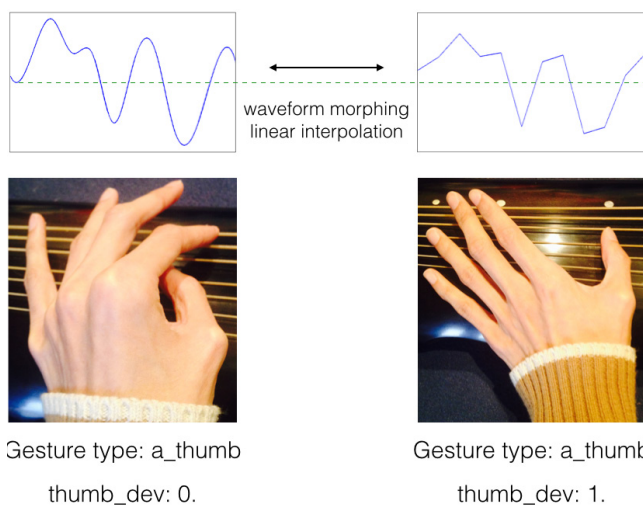 waveform morphing
linear interpolation
Gesture type: a_thumb
Gesture type: a_thumb
thumb_dev: 0.
thumb_dev: 1.